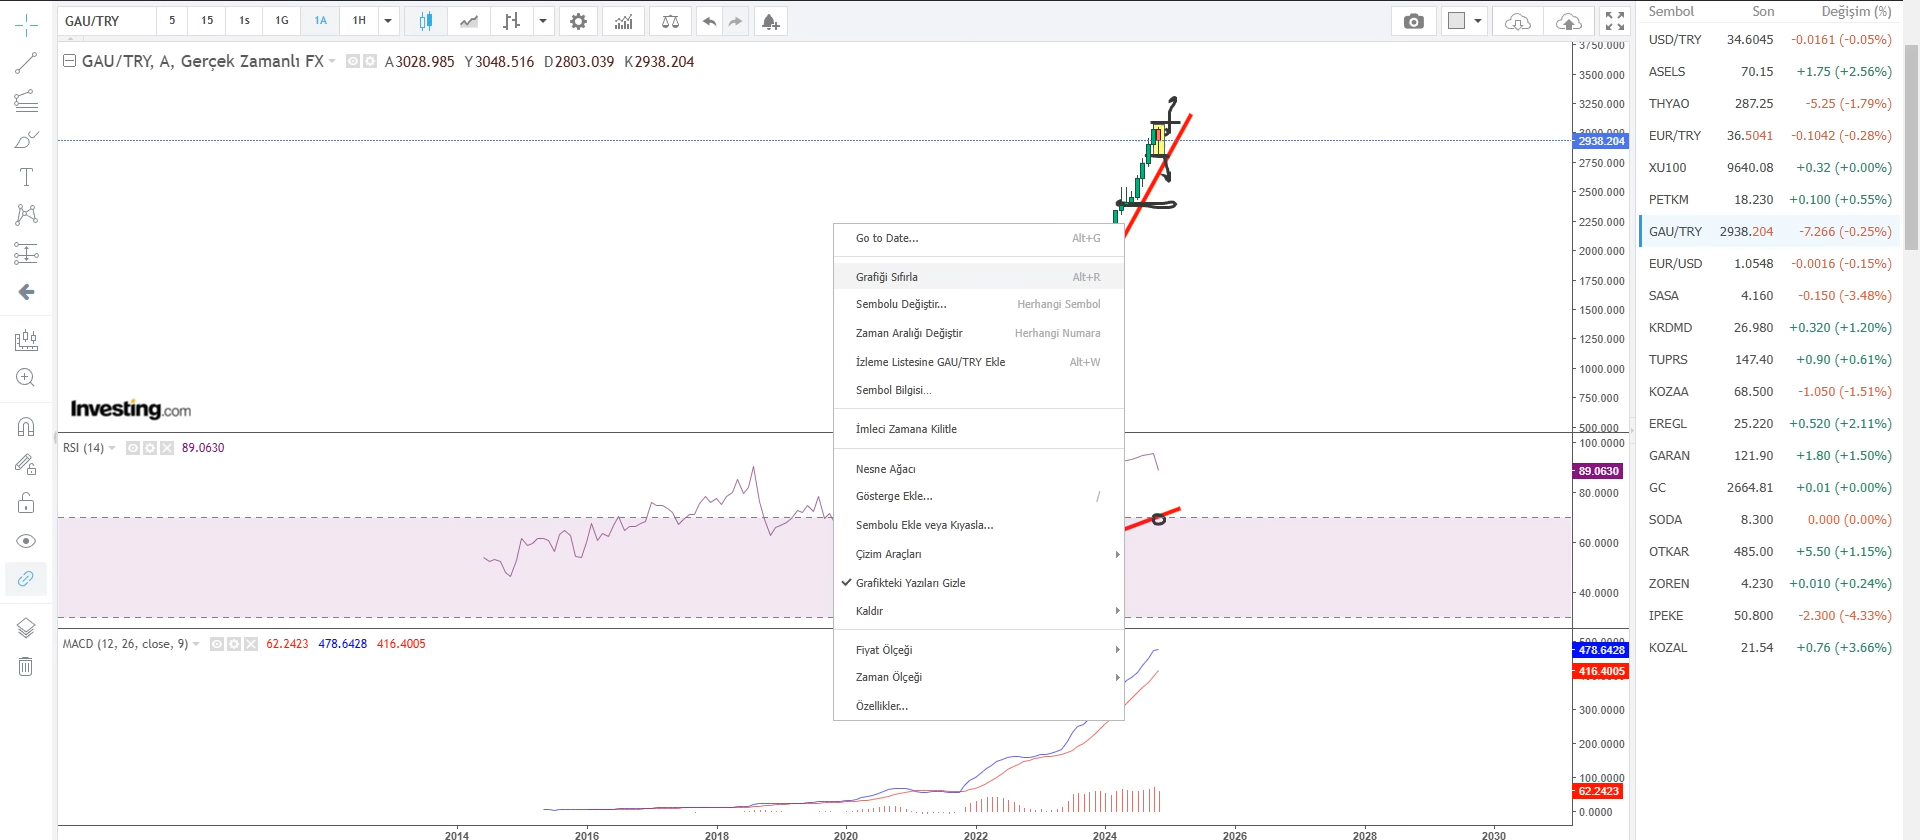 GAU/TRY 5 15 1s 1G 1A 1H
GAU/TRY, A, Gerçek Zamanlı FX A3028.985 Y3048.516 D2803.039 K2938.204
3750.000
3500.000
3250.000
3000.000
2938.204
2750.000
2500.000
2250.000
2000.000
1750.000
1500.000
1250.000
1000.000
750.000
500.000
Go to Date... Alt+G
Grafiği Sıfırla Alt+R
Sembolu Değiştir... Herhangi Sembol
Zaman Aralığı Değiştir Herhangi Numara
İzleme Listesine GAU/TRY Ekle Alt+W
Sembol Bilgisi...
İmleci Zamana Kilitle
Nesne Ağacı
Gösterge Ekle... /
Sembolu Ekle veya Kıyasla...
Çizim Araçları
Grafikteki Yazıları Gizle
Kaldır
Fiyat Ölçeği
Zaman Ölçeği
Özellikler...
Investing.com
RSI (14) 89.0630
100.0000
89.0630
80.0000
60.0000
40.0000
MACD (12, 26, close, 9) 62.2423 478.6428 416.4005
500.0000
478.6428
416.4005
300.0000
200.0000
100.0000
62.2423
0.0000
2014 2016 2018 2020 2022 2024 2026 2028 2030
Sembol Son Değişim (%)
USD/TRY 34.6045 -0.0161 (-0.05%)
ASELS 70.15 +1.75 (+2.56%)
THYAO 287.25 -5.25 (-1.79%)
EUR/TRY 36.5041 -0.1042 (-0.28%)
XU100 9640.08 +0.32 (+0.00%)
PETKM 18.230 +0.100 (+0.55%)
GAU/TRY 2938.204 -7.266 (-0.25%)
EUR/USD 1.0548 -0.0016 (-0.15%)
SASA 4.160 -0.150 (-3.48%)
KRDMD 26.980 +0.320 (+1.20%)
TUPRS 147.40 +0.90 (+0.61%)
KOZAA 68.500 -1.050 (-1.51%)
EREGL 25.220 +0.520 (+2.11%)
GARAN 121.90 +1.80 (+1.50%)
GC 2664.81 +0.01 (+0.00%)
SODA 8.300 0.000 (0.00%)
OTKAR 485.00 +5.50 (+1.15%)
ZOREN 4.230 +0.010 (+0.24%)
IPEKE 50.800 -2.300 (-4.33%)
KOZAL 21.54 +0.76 (+3.66%)